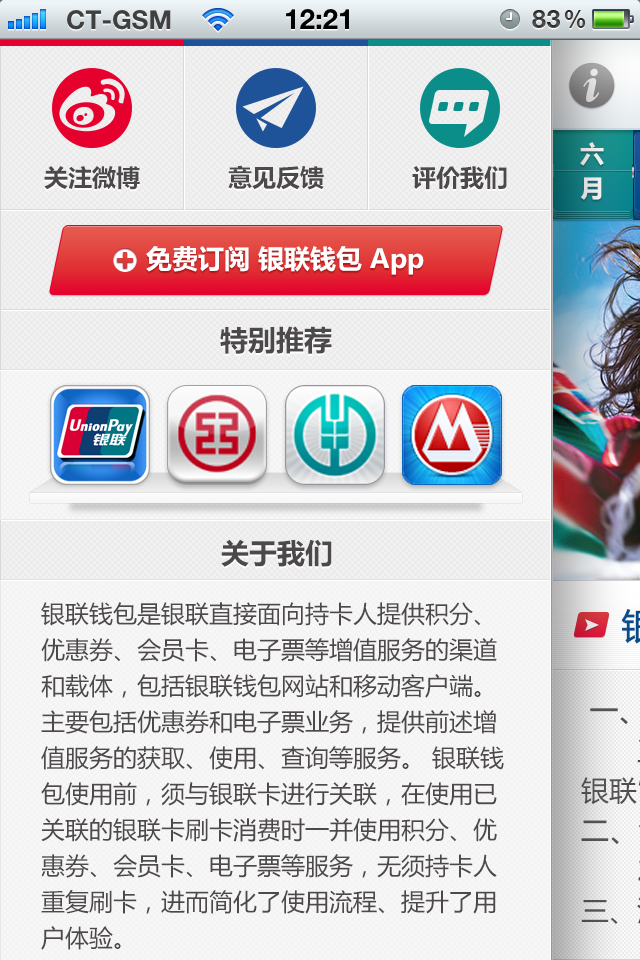 CT-GSM 12:21 83%
关注微博 意见反馈 评价我们
免费订阅 银联钱包 App
特别推荐
UnionPay
银联
关于我们
银联钱包是银联直接面向持卡人提供积分、
优惠券、会员卡、电子票等增值服务的渠道
和载体，包括银联钱包网站和移动客户端。
主要包括优惠券和电子票业务，提供前述增
值服务的获取、使用、查询等服务。 银联钱
包使用前，须与银联卡进行关联，在使用已
关联的银联卡刷卡消费时一并使用积分、优
惠券、会员卡、电子票等服务，无须持卡人
重复刷卡，进而简化了使用流程、提升了用
户体验。
i
六
月
银
一、
银联
二、
三、